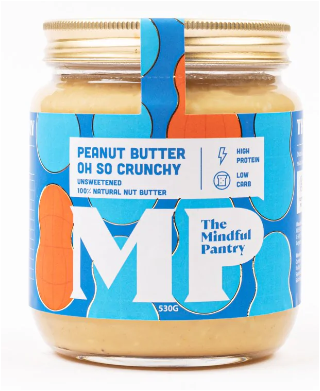 PEANUT BUTTER
OH SO CRUNCHY
UNSWEETENED
100% NATURAL NUT BUTTER
HIGH
PROTEIN
LOW
CARB
MP
The
Mindful
Pantry
530G